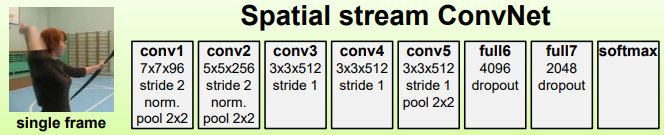 Spatial stream ConvNet
single frame
conv1
7x7x96
stride 2
norm.
pool 2x2
conv2
5x5x256
stride 2
norm.
pool 2x2
conv3
3x3x512
stride 1
conv4
3x3x512
stride 1
conv5
3x3x512
stride 1
pool 2x2
full6
4096
dropout
full7
2048
dropout
softmax